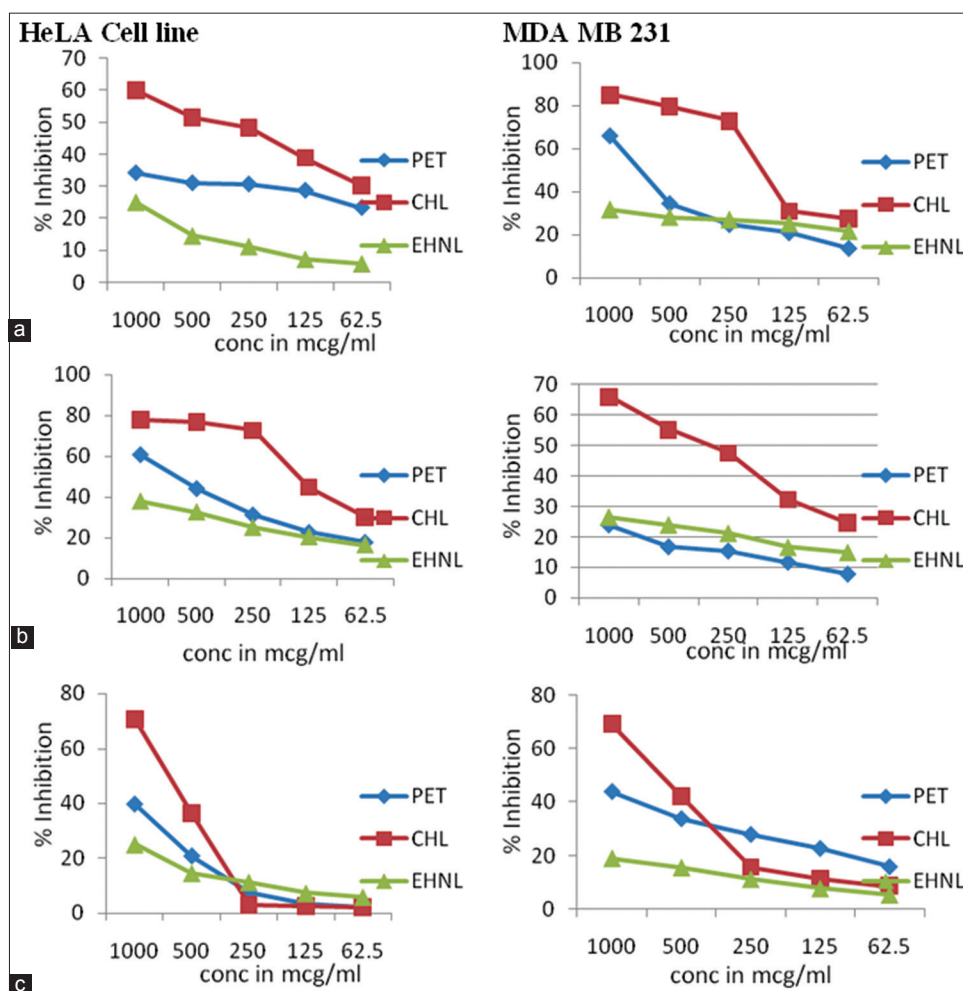 HeLA Cell line
MDA MB 231
70
60
50
40
30
20
10
0
% Inhibition
1000 500 250 125 62.5
conc in mcg/ml
PET
CHL
EHNL
a
100
80
60
40
20
0
% Inhibition
1000 500 250 125 62.5
conc in mcg/ml
PET
CHL
EHNL
100
80
60
40
20
0
% Inhibition
1000 500 250 125 62.5
conc in mcg/ml
PET
CHL
EHNL
b
70
60
50
40
30
20
10
0
% Inhibition
1000 500 250 125 62.5
conc in mcg/ml
PET
CHL
EHNL
80
60
40
20
0
% Inhibition
1000 500 250 125 62.5
conc in mcg/ml
PET
CHL
EHNL
c
80
60
40
20
0
% Inhibition
1000 500 250 125 62.5
conc in mcg/ml
PET
CHL
EHNL